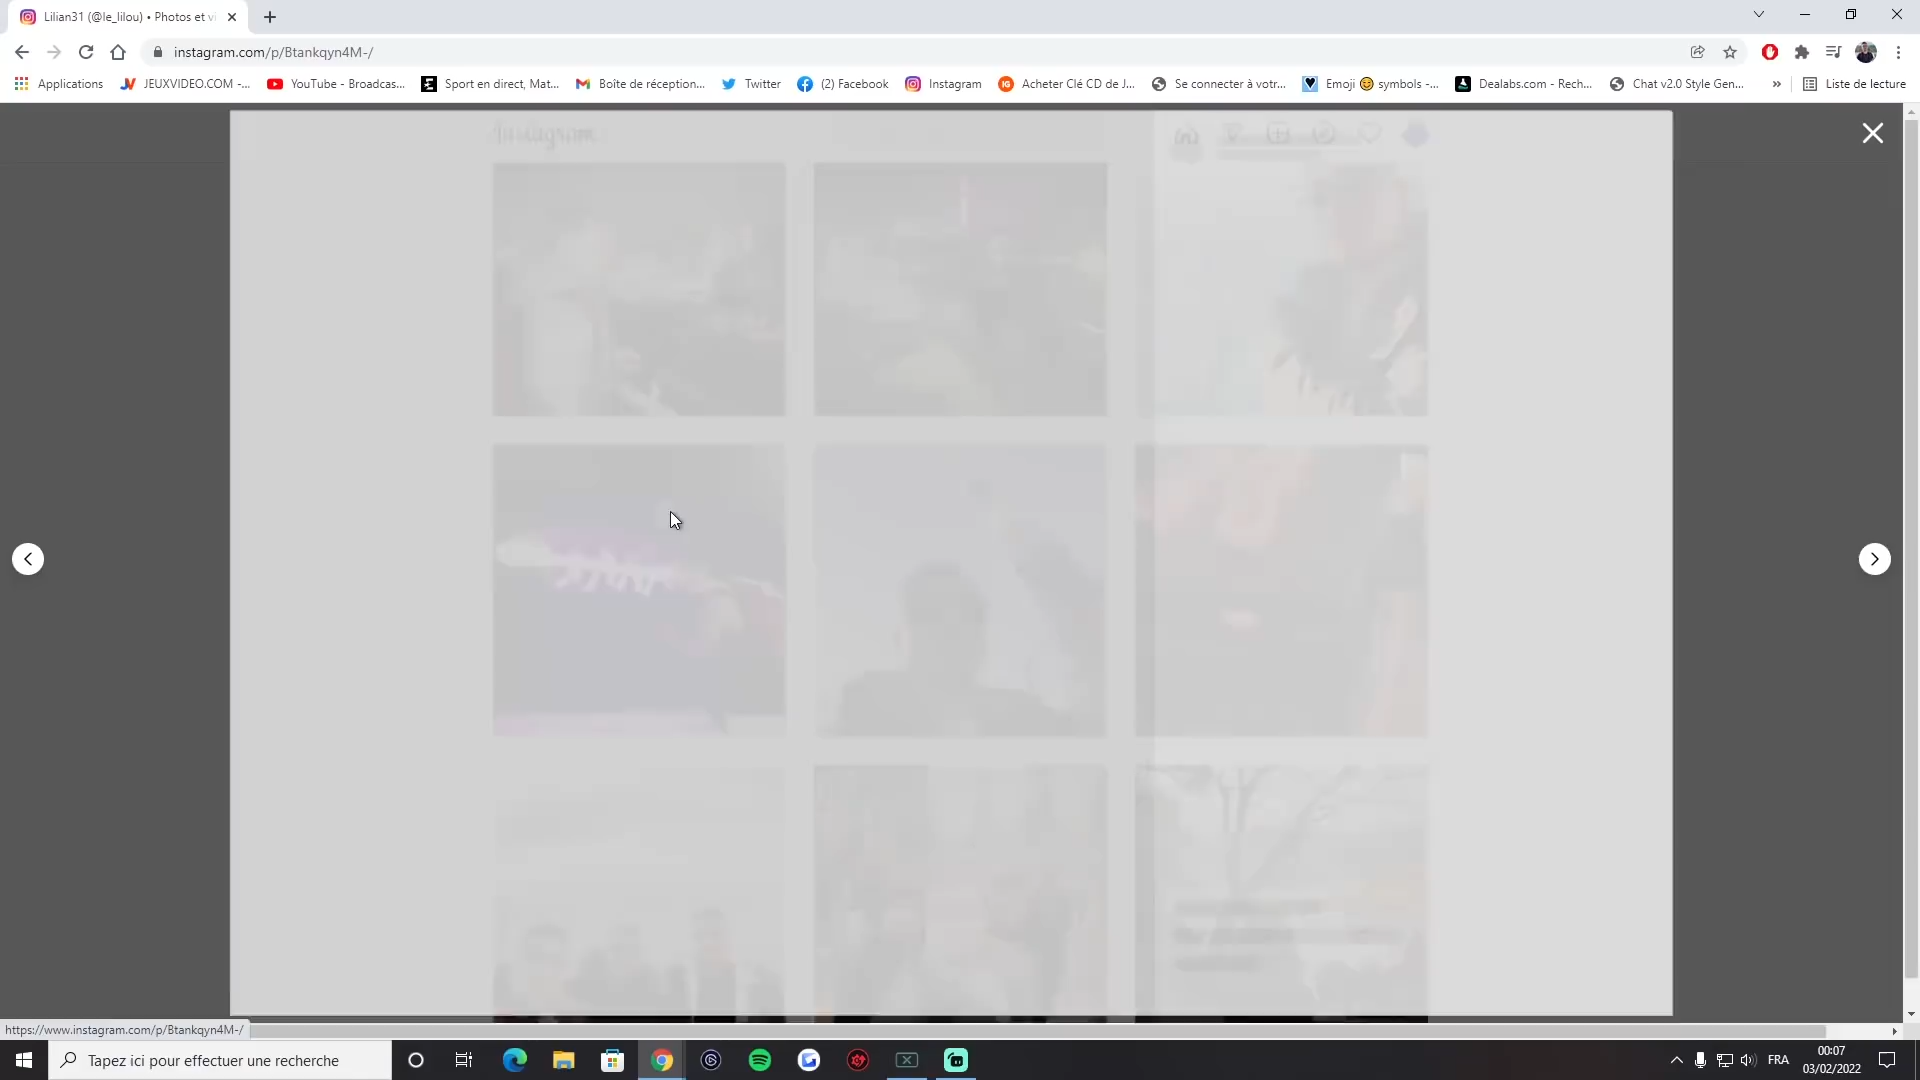 Lilian31 (@le_lilou) • Photos et vi
instagram.com/p/Btankqyn4M-/
Applications
JEUXVIDEO.COM -...
YouTube - Broadcas...
Sport en direct, Mat...
Boîte de réception...
Twitter
(2) Facebook
Instagram
Acheter Clé CD de J...
Se connecter à votr...
Emoji 😊 symbols -...
Dealabs.com - Rech...
Chat v2.0 Style Gen...
»
Liste de lecture
Instagram
https://www.instagram.com/p/Btankqyn4M-/
Tapez ici pour effectuer une recherche
FRA
00:07
03/02/2022